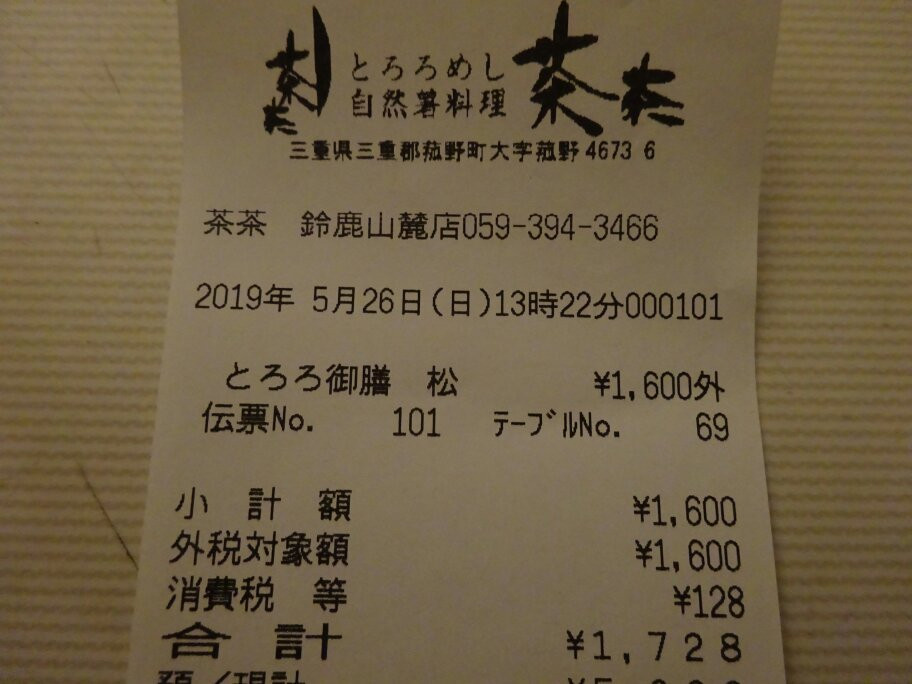 とろろめし 茶茶
自然薯料理
三重県三重郡菰野町大字菰野4673 6
茶茶 鈴鹿山麓店059-394-3466
2019年 5月26日(日)13時22分000101
とろろ御膳 松 ¥1,600外
伝票No. 101 テーブルNo. 69
小 計 額 ¥1,600
外税対象額 ¥1,600
消費税 等 ¥128
合 計 ¥1,728
預/現計